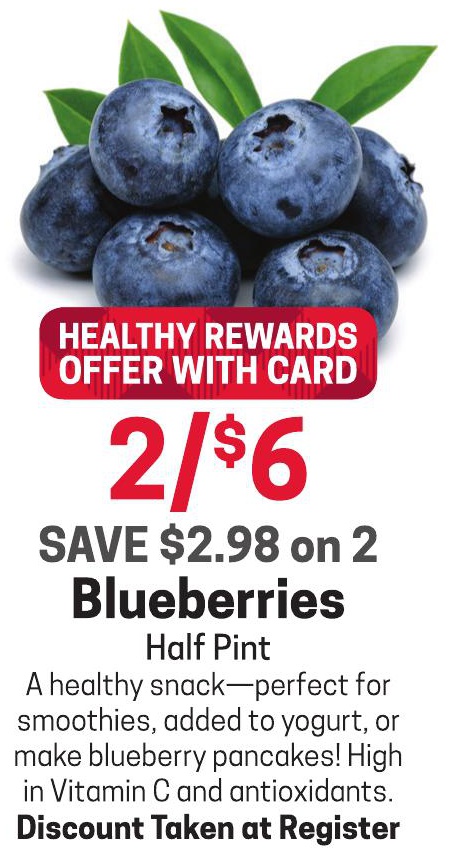 HEALTHY REWARDS
OFFER WITH CARD
2/$6
SAVE $2.98 on 2
Blueberries
Half Pint
A healthy snack—perfect for
smoothies, added to yogurt, or
make blueberry pancakes! High
in Vitamin C and antioxidants.
Discount Taken at Register